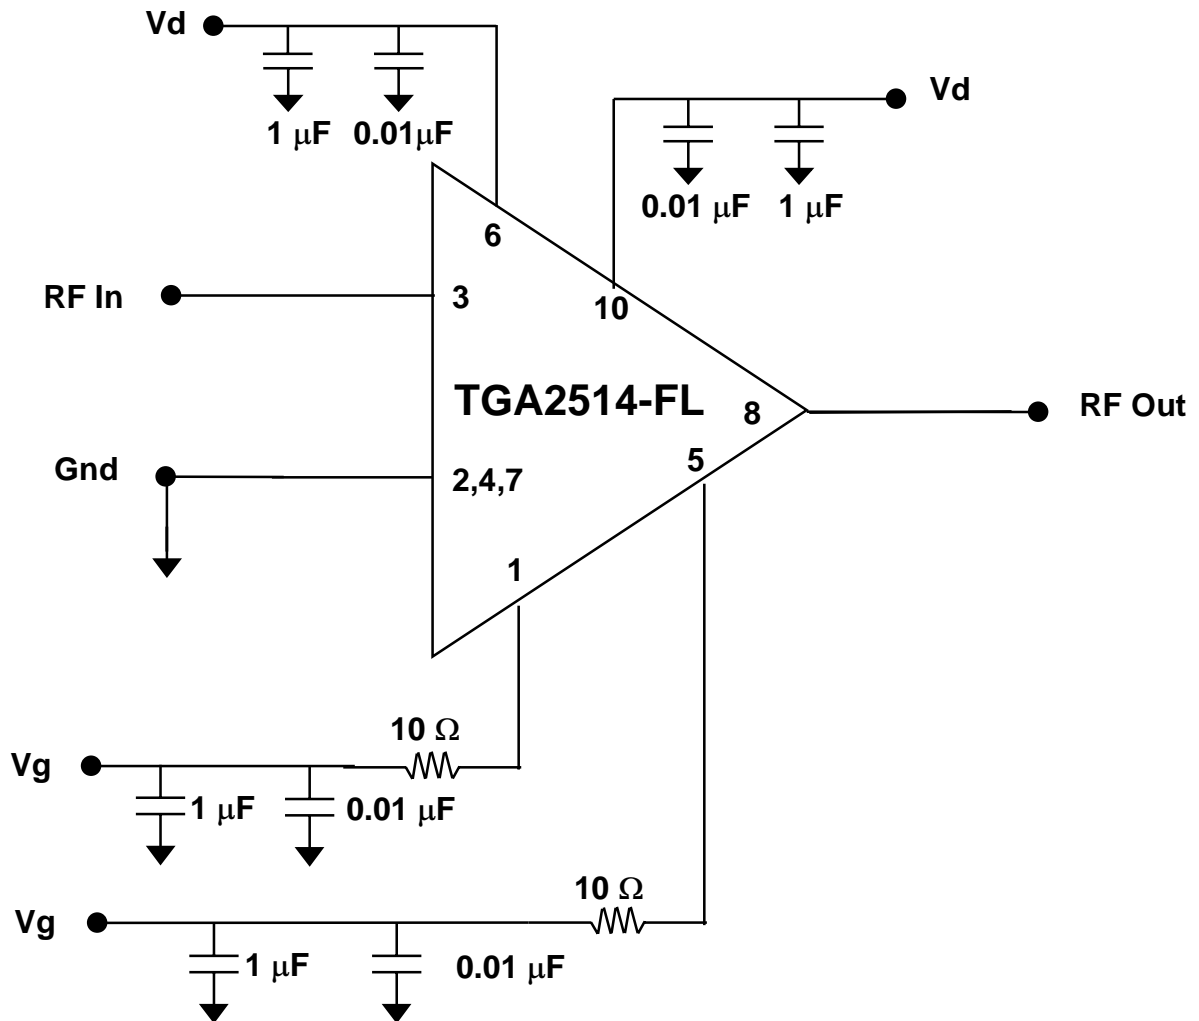 Vd
Vd
1 μF 0.01μF
0.01 μF 1 μF
6
RF In
3
10
TGA2514-FL
8
RF Out
Gnd
2,4,7
5
1
10 Ω
Vg
1 μF
0.01 μF
10 Ω
Vg
1 μF
0.01 μF